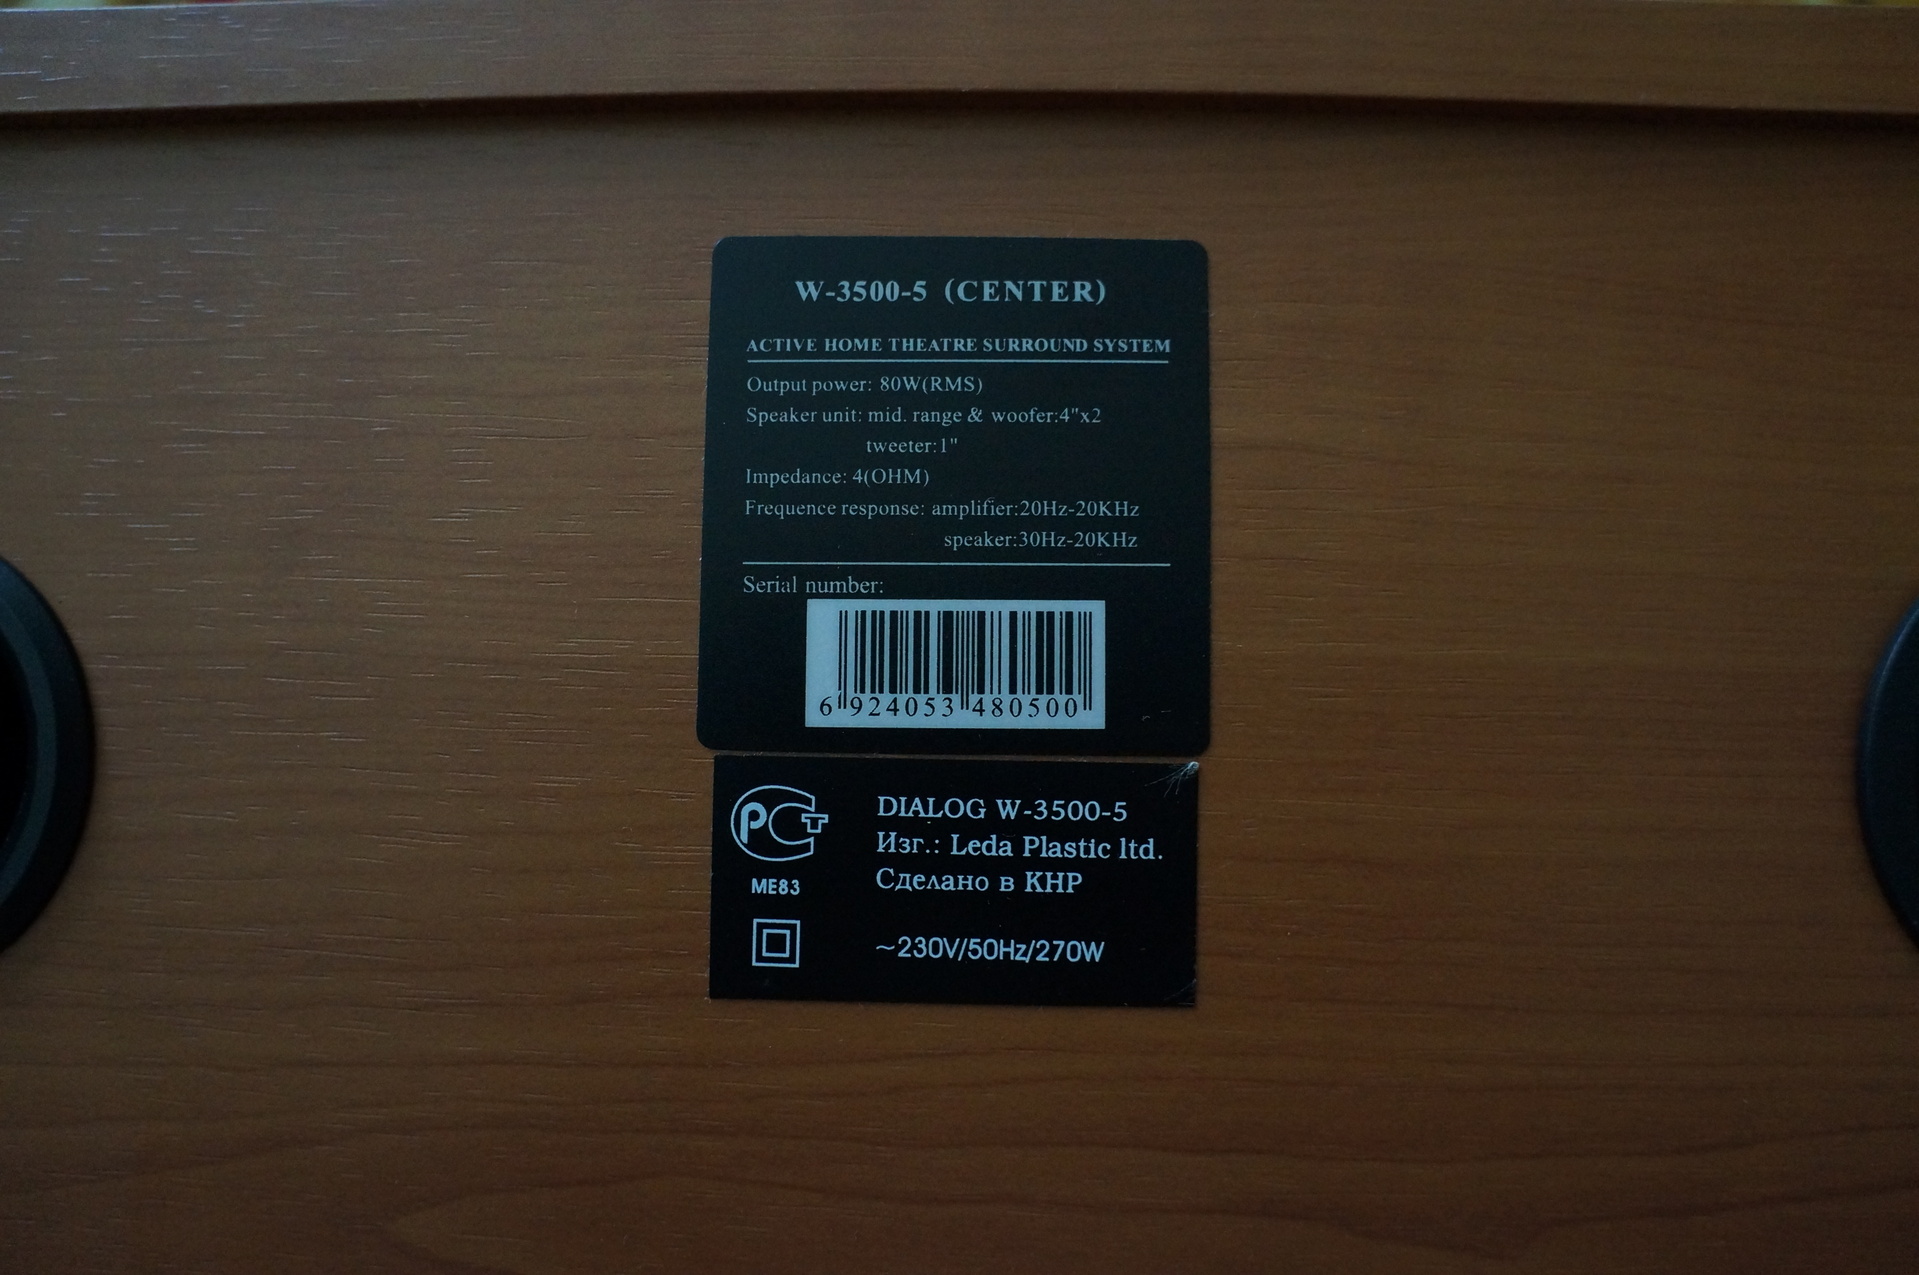 W-3500-5 (CENTER)
ACTIVE HOME THEATRE SURROUND SYSTEM
Output power: 80W(RMS)
Speaker unit: mid. range & woofer:4"x2
tweeter:1"
Impedance: 4(OHM)
Frequence response: amplifier:20Hz-20KHz
speaker:30Hz-20KHz
Serial number:
6 924053 480500
РСТ
ME83
DIALOG W-3500-5
Изг.: Leda Plastic ltd.
Сделано в КНР
~230V/50Hz/270W